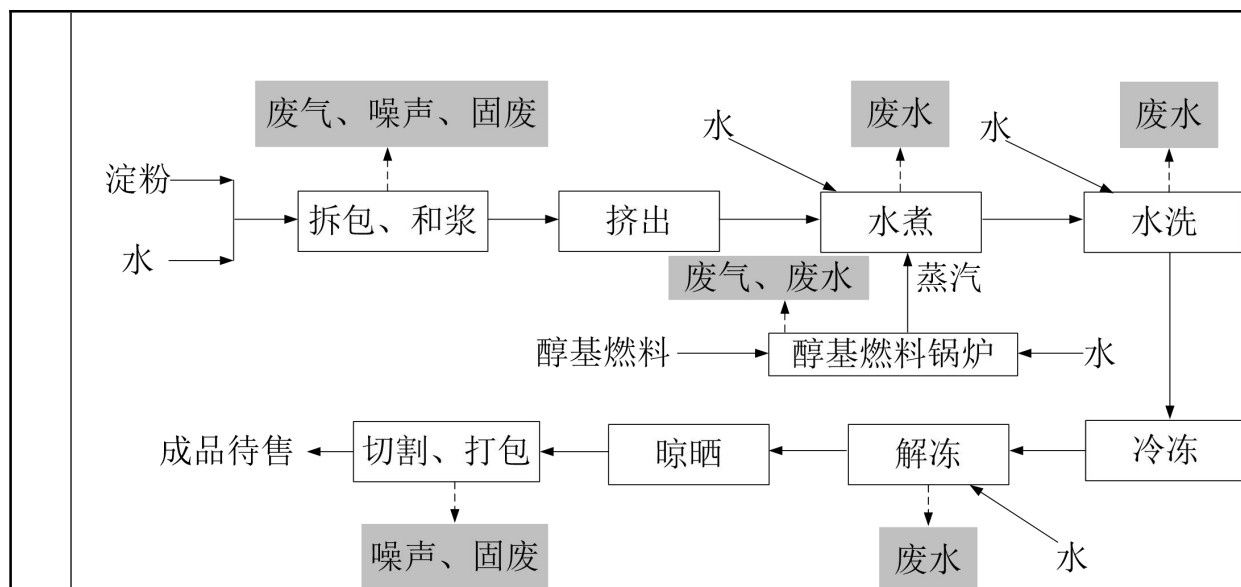 废气、噪声、固废
水
废水
水
废水
淀粉
拆包、和浆
挤出
水煮
水洗
水
废气、废水
蒸汽
醇基燃料
醇基燃料锅炉
水
成品待售
切割、打包
晾晒
解冻
冷冻
噪声、固废
废水
水